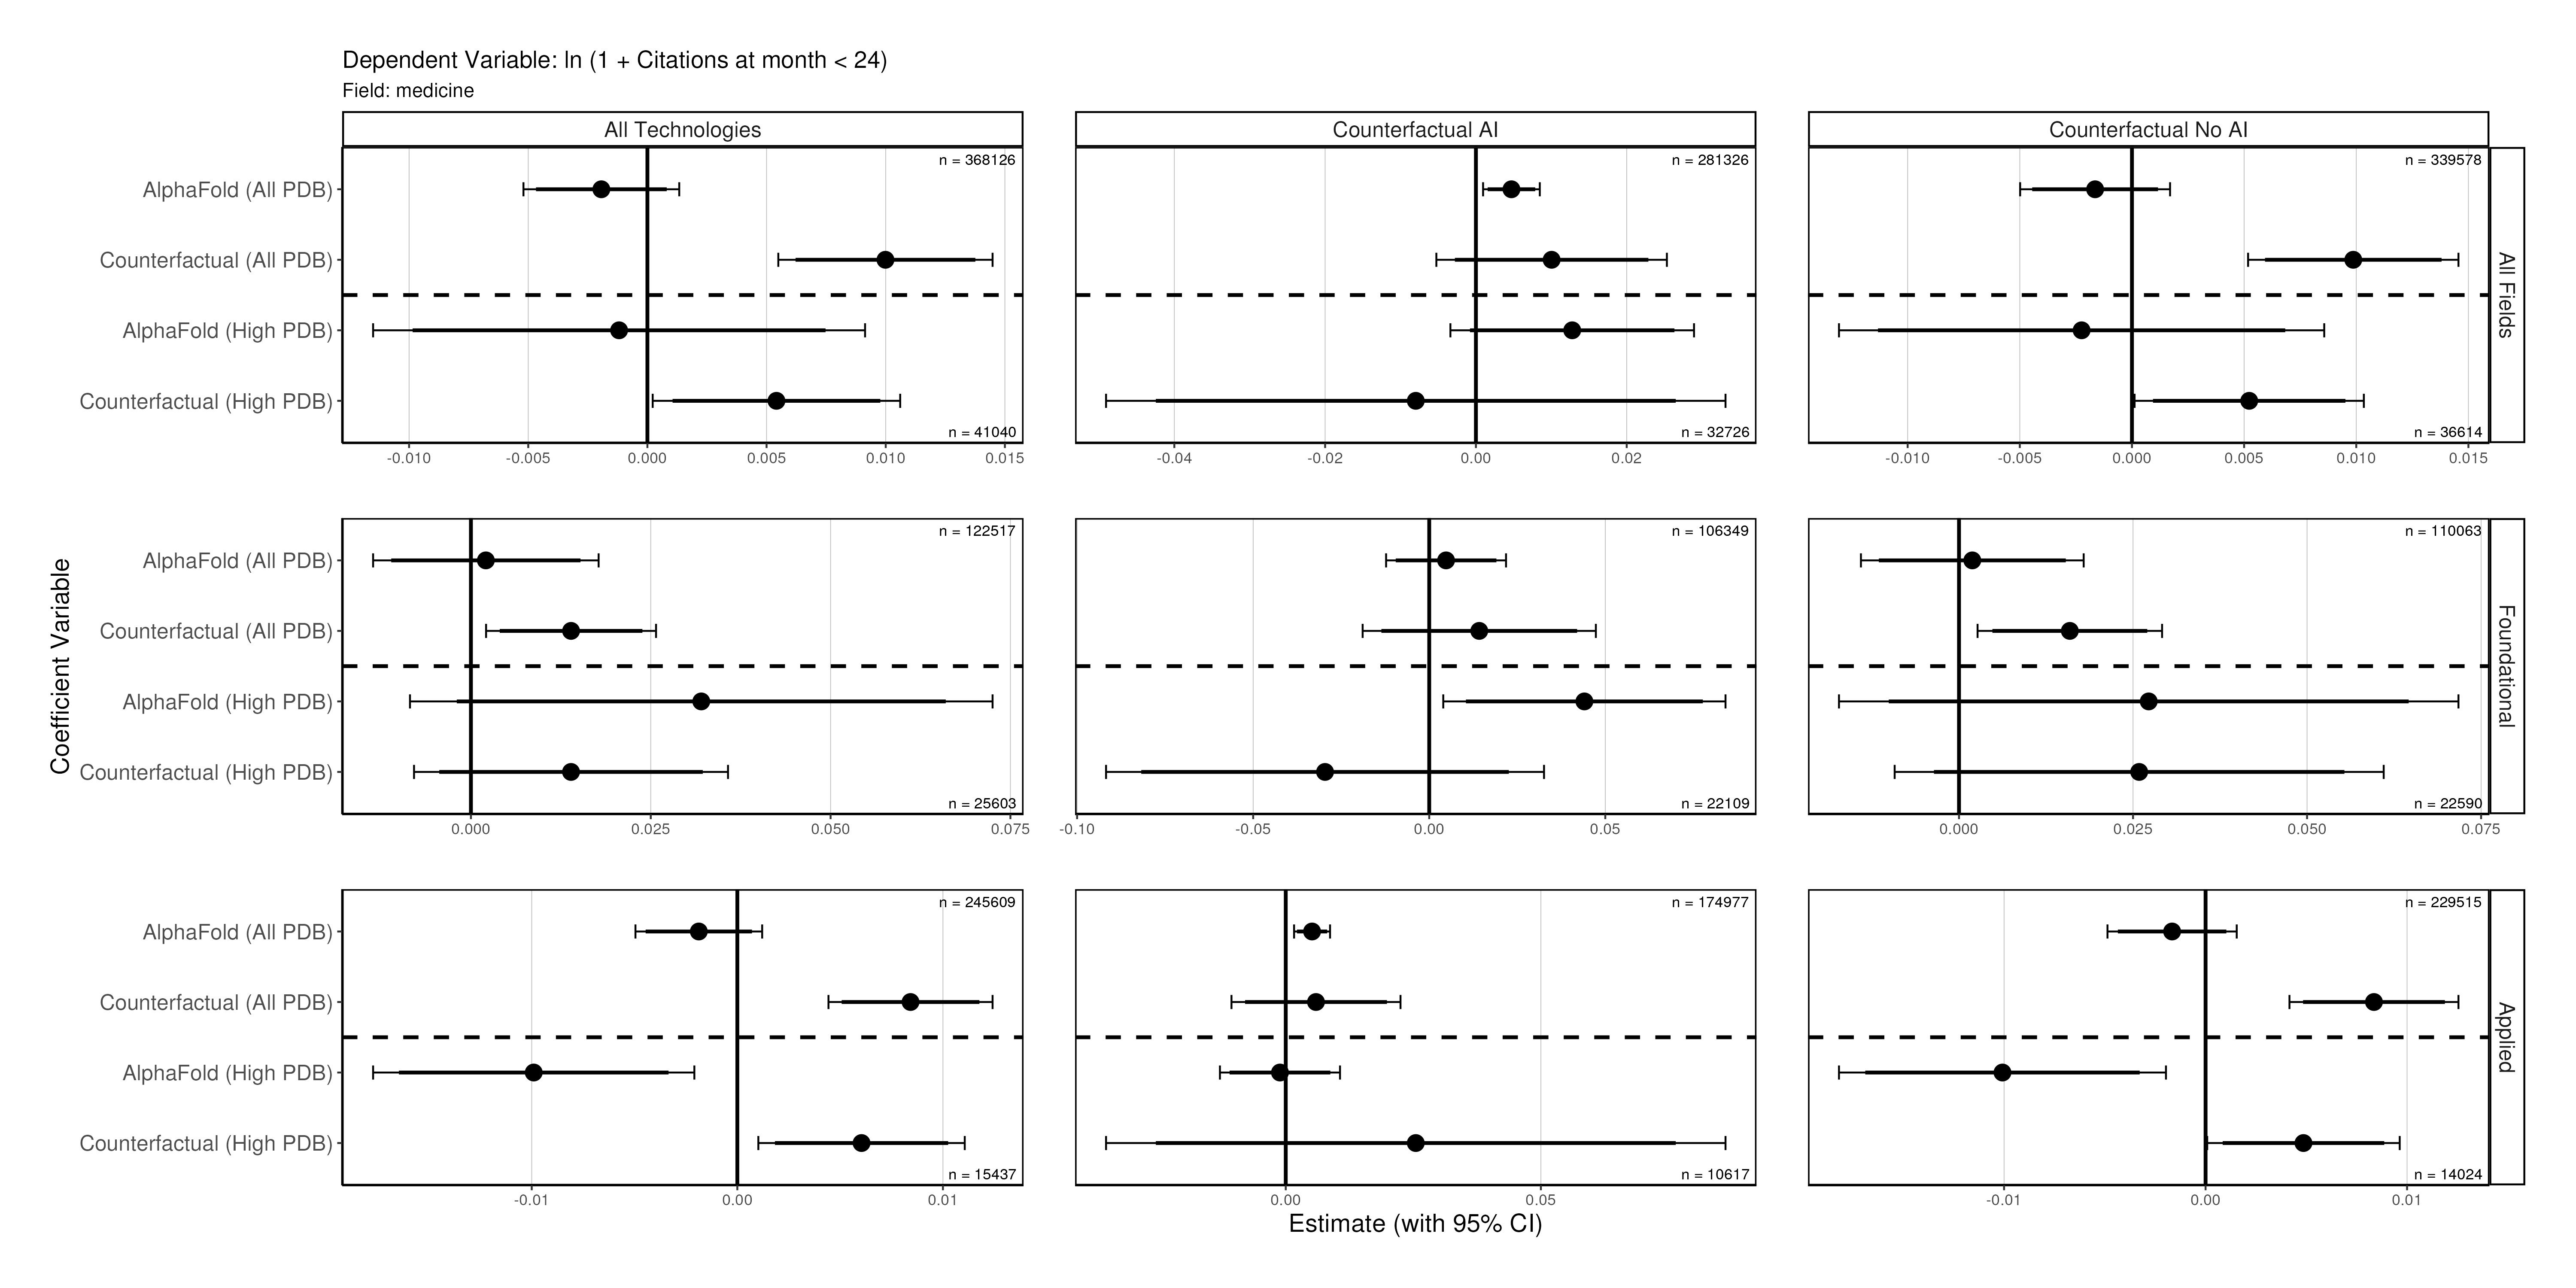 Dependent Variable: ln (1 + Citations at month < 24)
Field: medicine
All Technologies
Counterfactual AI
Counterfactual No AI
Coefficient Variable
AlphaFold (All PDB)
Counterfactual (All PDB)
AlphaFold (High PDB)
Counterfactual (High PDB)
n = 368126
n = 41040
-0.010 -0.005 0.000 0.005 0.010 0.015
n = 281326
n = 32726
-0.04 -0.02 0.00 0.02
n = 339578
n = 36614
-0.010 -0.005 0.000 0.005 0.010 0.015
All Fields
AlphaFold (All PDB)
Counterfactual (All PDB)
AlphaFold (High PDB)
Counterfactual (High PDB)
n = 122517
n = 25603
0.000 0.025 0.050 0.075
n = 106349
n = 22109
-0.10 -0.05 0.00 0.05
n = 110063
n = 22590
0.000 0.025 0.050 0.075
Foundational
AlphaFold (All PDB)
Counterfactual (All PDB)
AlphaFold (High PDB)
Counterfactual (High PDB)
n = 245609
n = 15437
-0.01 0.00 0.01
n = 174977
n = 10617
0.00 0.05
n = 229515
n = 14024
-0.01 0.00 0.01
Applied
Estimate (with 95% CI)